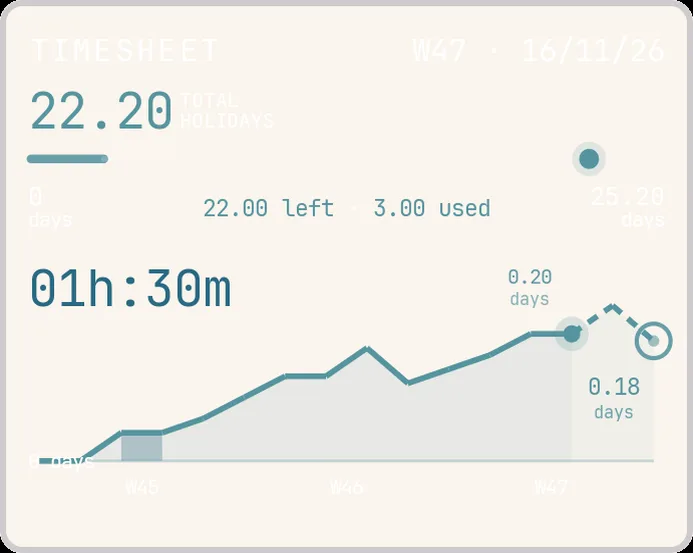 TIMESHEET W47 · 16/11/26
22.20 TOTAL
HOLIDAYS
0 days
22.00 left · 3.00 used
25.20 days
01h:30m
0.20 days
0.18 days
0 days
W45 W46 W47